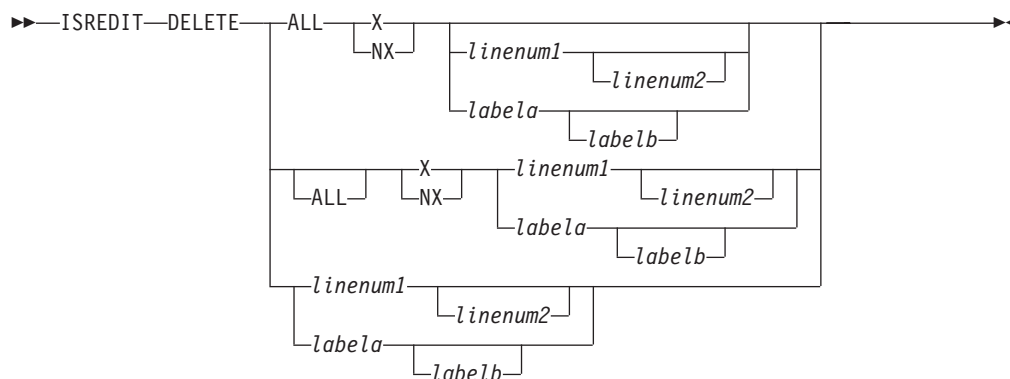 ISREDIT DELETE ALL X
NX
linenum1
linenum2
labela
labelb
ALL X
NX
linenum1
linenum2
labela
labelb
linenum1
linenum2
labela
labelb